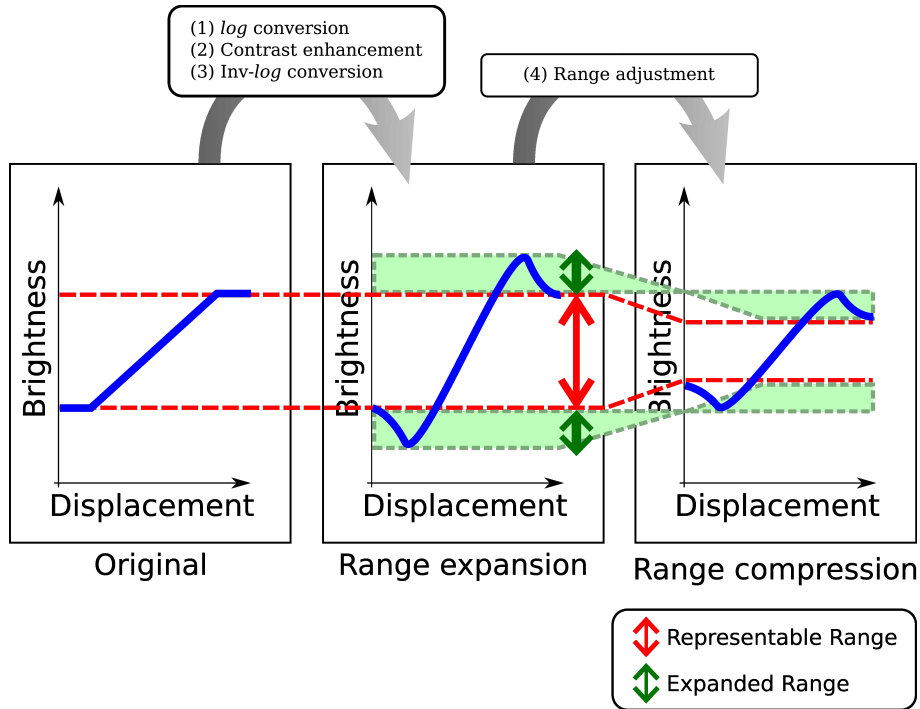 (1) log conversion
(2) Contrast enhancement
(3) Inv-log conversion
(4) Range adjustment
Brightness
Displacement
Original
Brightness
Displacement
Range expansion
Brightness
Displacement
Range compression
Representable Range
Expanded Range